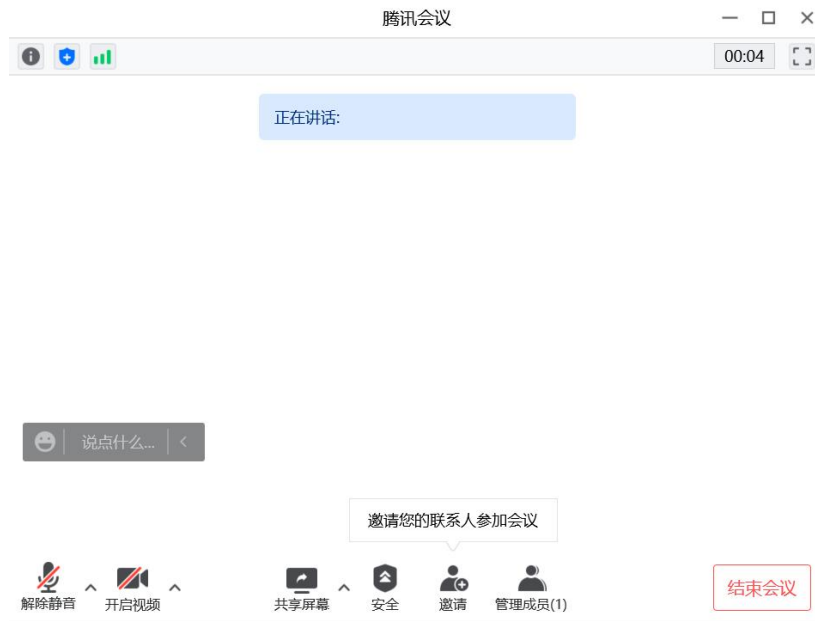 腾讯会议
00:04
正在讲话:
说点什么...
邀请您的联系人参加会议
解除静音
开启视频
共享屏幕
安全
邀请
管理成员(1)
结束会议